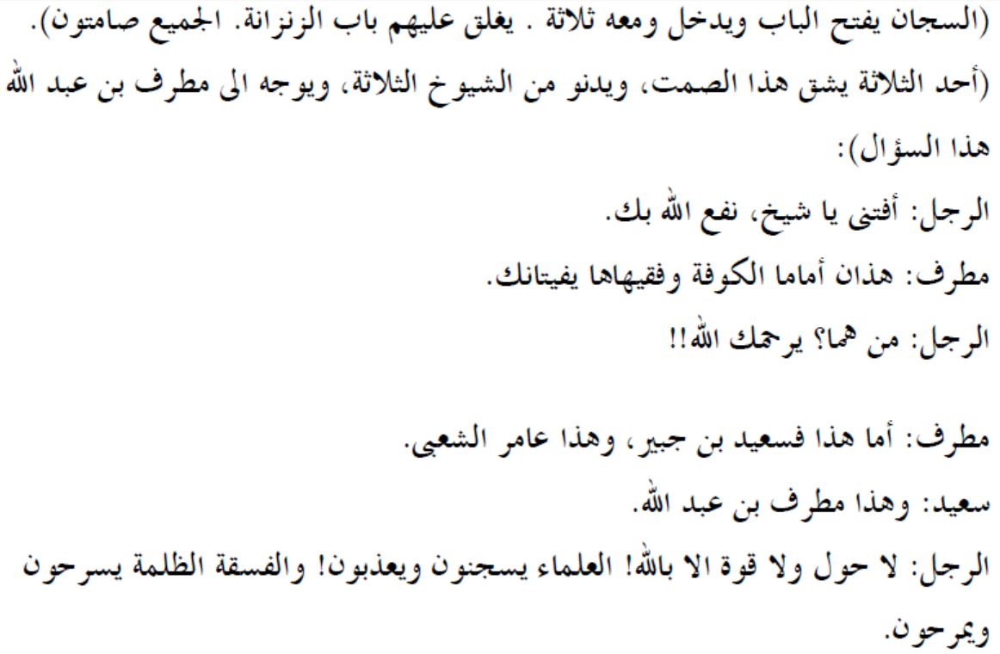 (السجان يفتح الباب ويدخل ومعه ثلاثة . يغلق عليهم باب الزنزانة. الجميع صامتون).
(أحد الثلاثة يشق هذا الصمت، ويدنو من الشيوخ الثلاثة، ويوجه الى مطرف بن عبد الله
هذا السؤال):
الرجل: أفتنى يا شيخ، نفع الله بك.
مطرف: هذان أماما الكوفة وفقيهاها يفيتانك.
الرجل: من هما؟ يرحمك الله!!
مطرف: أما هذا فسعيد بن جبير، وهذا عامر الشعبى.
سعيد: وهذا مطرف بن عبد الله.
الرجل: لا حول ولا قوة الا بالله! العلماء يسجنون ويعذبون! والفسقة الظلمة يسرحون
ويمرحون.